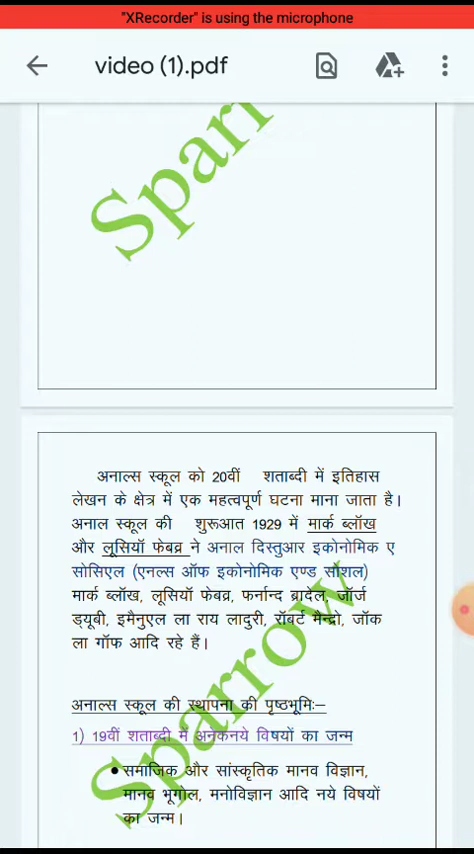 "XRecorder" is using the microphone
video (1).pdf
Sparrow
अनाल्स स्कूल को 20वीं शताब्दी में इतिहास
लेखन के क्षेत्र में एक महत्वपूर्ण घटना माना जाता है।
अनाल स्कूल की शुरूआत 1929 में मार्क ब्लॉख
और लूसियॉ फेबव्र ने अनाल दिस्तुआर इकोनोमिक ए
सोसिएल (एनल्स ऑफ इकोनोमिक एण्ड सौशल)
मार्क ब्लॉख, लूसियॉ फेबव्र, फर्नान्द ब्रादेल, जॉर्ज
ड्यूबी, इमैनुएल ला राय लादुरी, रॉबर्ट मैन्द्रो, जॉक
ला गॉफ आदि रहे हैं।
अनाल्स स्कूल की स्थापना की पृष्ठभूमिः–
1) 19वीं शताब्दी में अनेकनये विषयों का जन्म
• समाजिक और सांस्कृतिक मानव विज्ञान,
मानव भूगोल, मनोविज्ञान आदि नये विषयों
का जन्म।
Sparrow